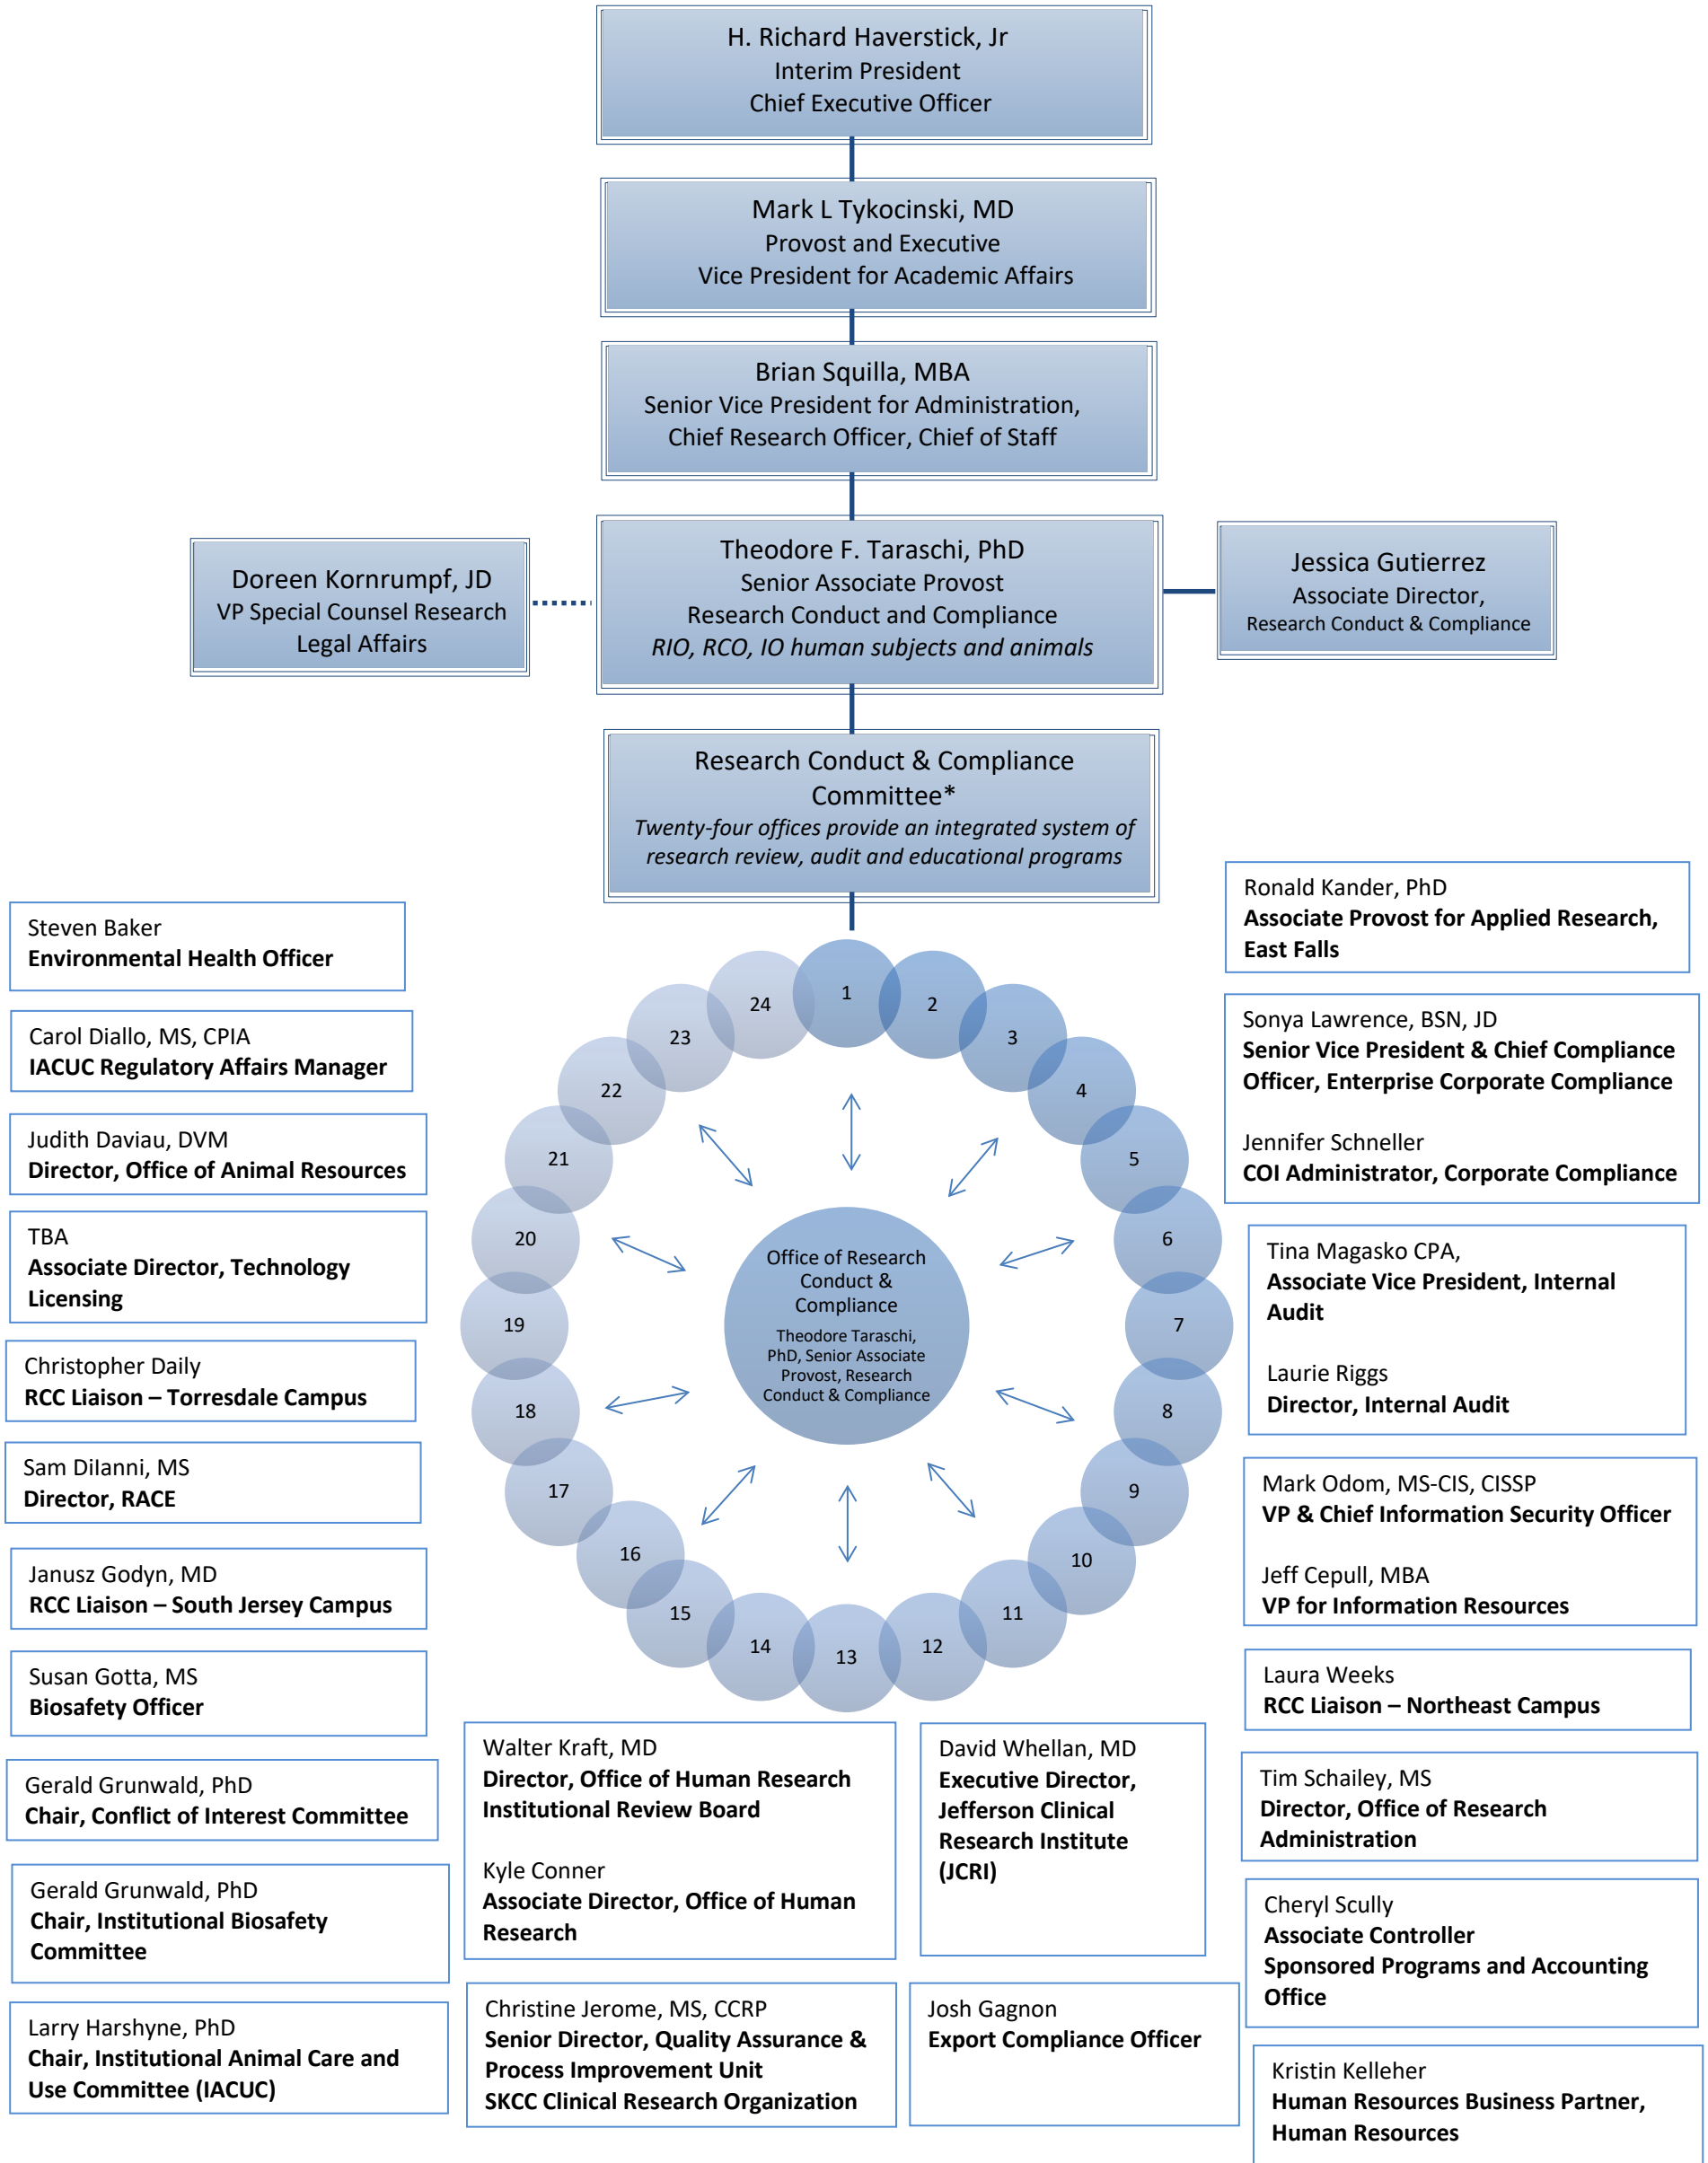 H. Richard Haverstick, Jr
Interim President
Chief Executive Officer
Mark L Tykocinski, MD
Provost and Executive
Vice President for Academic Affairs
Brian Squilla, MBA
Senior Vice President for Administration,
Chief Research Officer, Chief of Staff
Doreen Kornrumpf, JD
VP Special Counsel Research
Legal Affairs
Theodore F. Taraschi, PhD
Senior Associate Provost
Research Conduct and Compliance
RIO, RCO, IO human subjects and animals
Jessica Gutierrez
Associate Director,
Research Conduct & Compliance
Research Conduct & Compliance
Committee*
Twenty-four offices provide an integrated system of
research review, audit and educational programs
Steven Baker
Environmental Health Officer
Carol Diallo, MS, CPIA
IACUC Regulatory Affairs Manager
Judith Daviau, DVM
Director, Office of Animal Resources
TBA
Associate Director, Technology
Licensing
Christopher Daily
RCC Liaison – Torresdale Campus
Sam DiIanni, MS
Director, RACE
Janusz Godyn, MD
RCC Liaison – South Jersey Campus
Susan Gotta, MS
Biosafety Officer
Gerald Grunwald, PhD
Chair, Conflict of Interest Committee
Gerald Grunwald, PhD
Chair, Institutional Biosafety
Committee
Larry Harshyne, PhD
Chair, Institutional Animal Care and
Use Committee (IACUC)
1
2
3
4
5
6
7
8
9
10
11
12
13
14
15
16
17
18
19
20
21
22
23
24
Office of Research
Conduct &
Compliance
Theodore Taraschi,
PhD, Senior Associate
Provost, Research
Conduct & Compliance
Walter Kraft, MD
Director, Office of Human Research
Institutional Review Board
Kyle Conner
Associate Director, Office of Human
Research
Christine Jerome, MS, CCRP
Senior Director, Quality Assurance &
Process Improvement Unit
SKCC Clinical Research Organization
David Whellan, MD
Executive Director,
Jefferson Clinical
Research Institute
(JCRI)
Josh Gagnon
Export Compliance Officer
Ronald Kander, PhD
Associate Provost for Applied Research,
East Falls
Sonya Lawrence, BSN, JD
Senior Vice President & Chief Compliance
Officer, Enterprise Corporate Compliance
Jennifer Schneller
COI Administrator, Corporate Compliance
Tina Magasko CPA,
Associate Vice President, Internal
Audit
Laurie Riggs
Director, Internal Audit
Mark Odom, MS-CIS, CISSP
VP & Chief Information Security Officer
Jeff Cepull, MBA
VP for Information Resources
Laura Weeks
RCC Liaison – Northeast Campus
Tim Schailey, MS
Director, Office of Research
Administration
Cheryl Scully
Associate Controller
Sponsored Programs and Accounting
Office
Kristin Kelleher
Human Resources Business Partner,
Human Resources